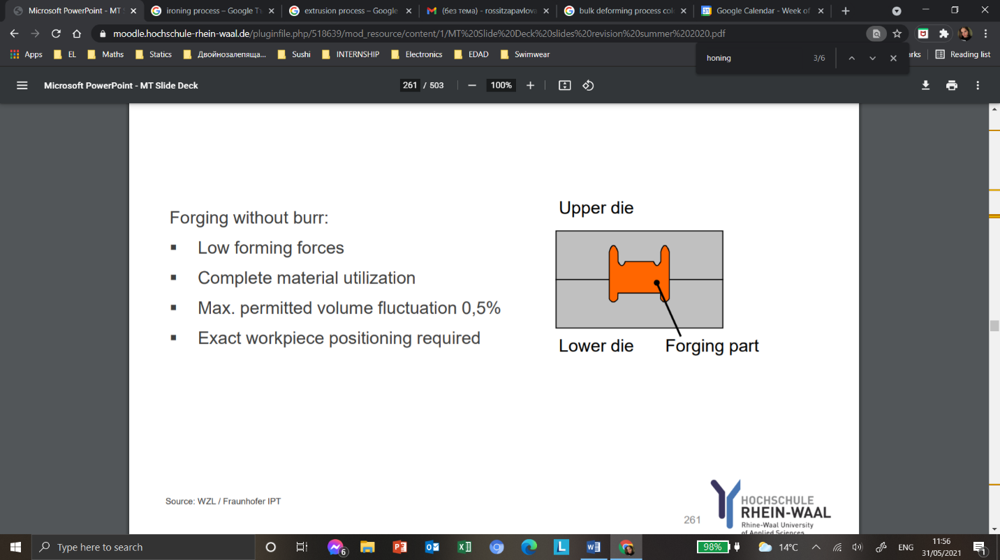 Microsoft PowerPoint - MT S
ironing process – Google Tъ
extrusion process – Google
(без тема) - rossitzapavlova
bulk deforming process col
31
Google Calendar - Week of
moodle.hochschule-rhein-waal.de/pluginfile.php/518639/mod_resource/content/1/MT%20Slide%20Deck%20slides%20revision%20summer%202020.pdf
Apps
EL
Maths
Statics
Двойнозалепяща...
Sushi
INTERNSHIP
Electronics
EDAD
Swimwear
arks
Reading list
honing
3/6
Microsoft PowerPoint - MT Slide Deck
261 / 503
100%
Forging without burr:
▪ Low forming forces
▪ Complete material utilization
▪ Max. permitted volume fluctuation 0,5%
▪ Exact workpiece positioning required
Upper die
Lower die
Forging part
Source: WZL / Fraunhofer IPT
261
HOCHSCHULE
RHEIN-WAAL
Rhine-Waal University
of Applied Sciences
Type here to search
6
98%
14°C
ENG
11:56
31/05/2021
1